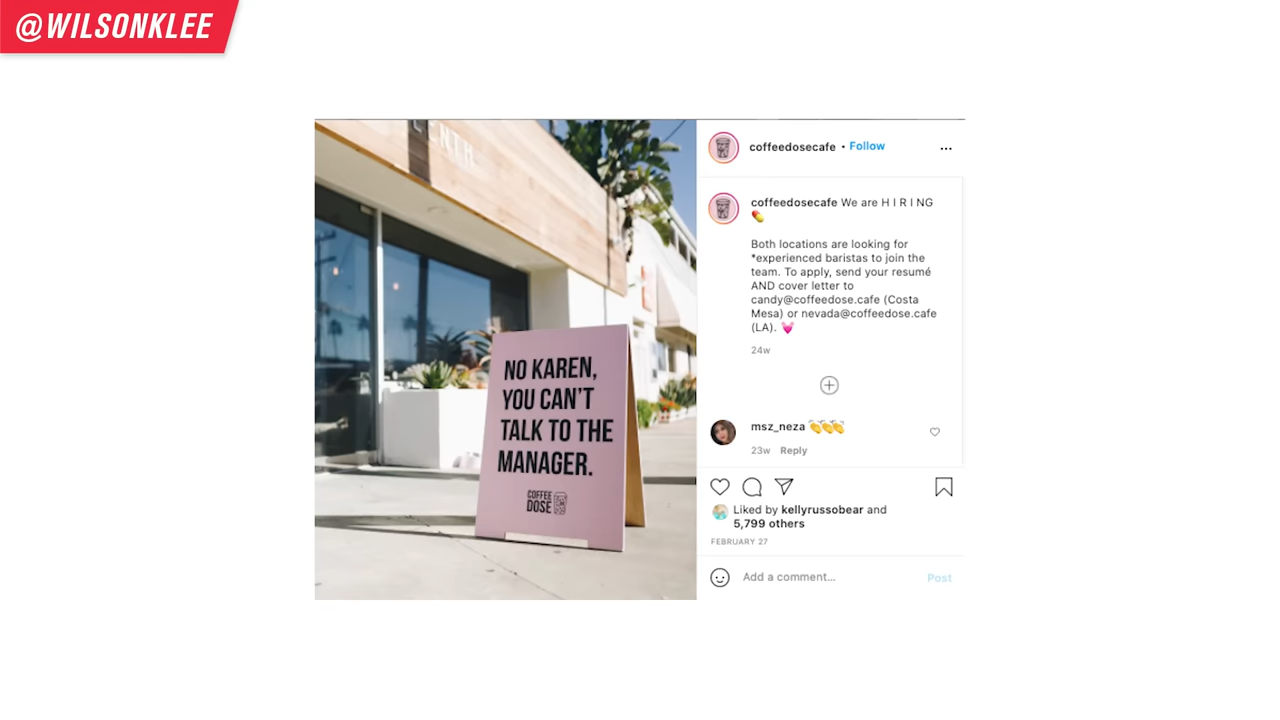 @WILSONKLEE
NO KAREN,
YOU CAN'T
TALK TO THE
MANAGER.
COFFEE
DOSE
coffeedosecafe • Follow
...
coffeedosecafe We are H I R I NG
💊
Both locations are looking for
*experienced baristas to join the
team. To apply, send your resumé
AND cover letter to
candy@coffeedose.cafe (Costa
Mesa) or nevada@coffeedose.cafe
(LA). 💓
24w
msz_neza 👏👏👏
23w Reply
Liked by kellyrussobear and
5,799 others
FEBRUARY 27
Add a comment...
Post